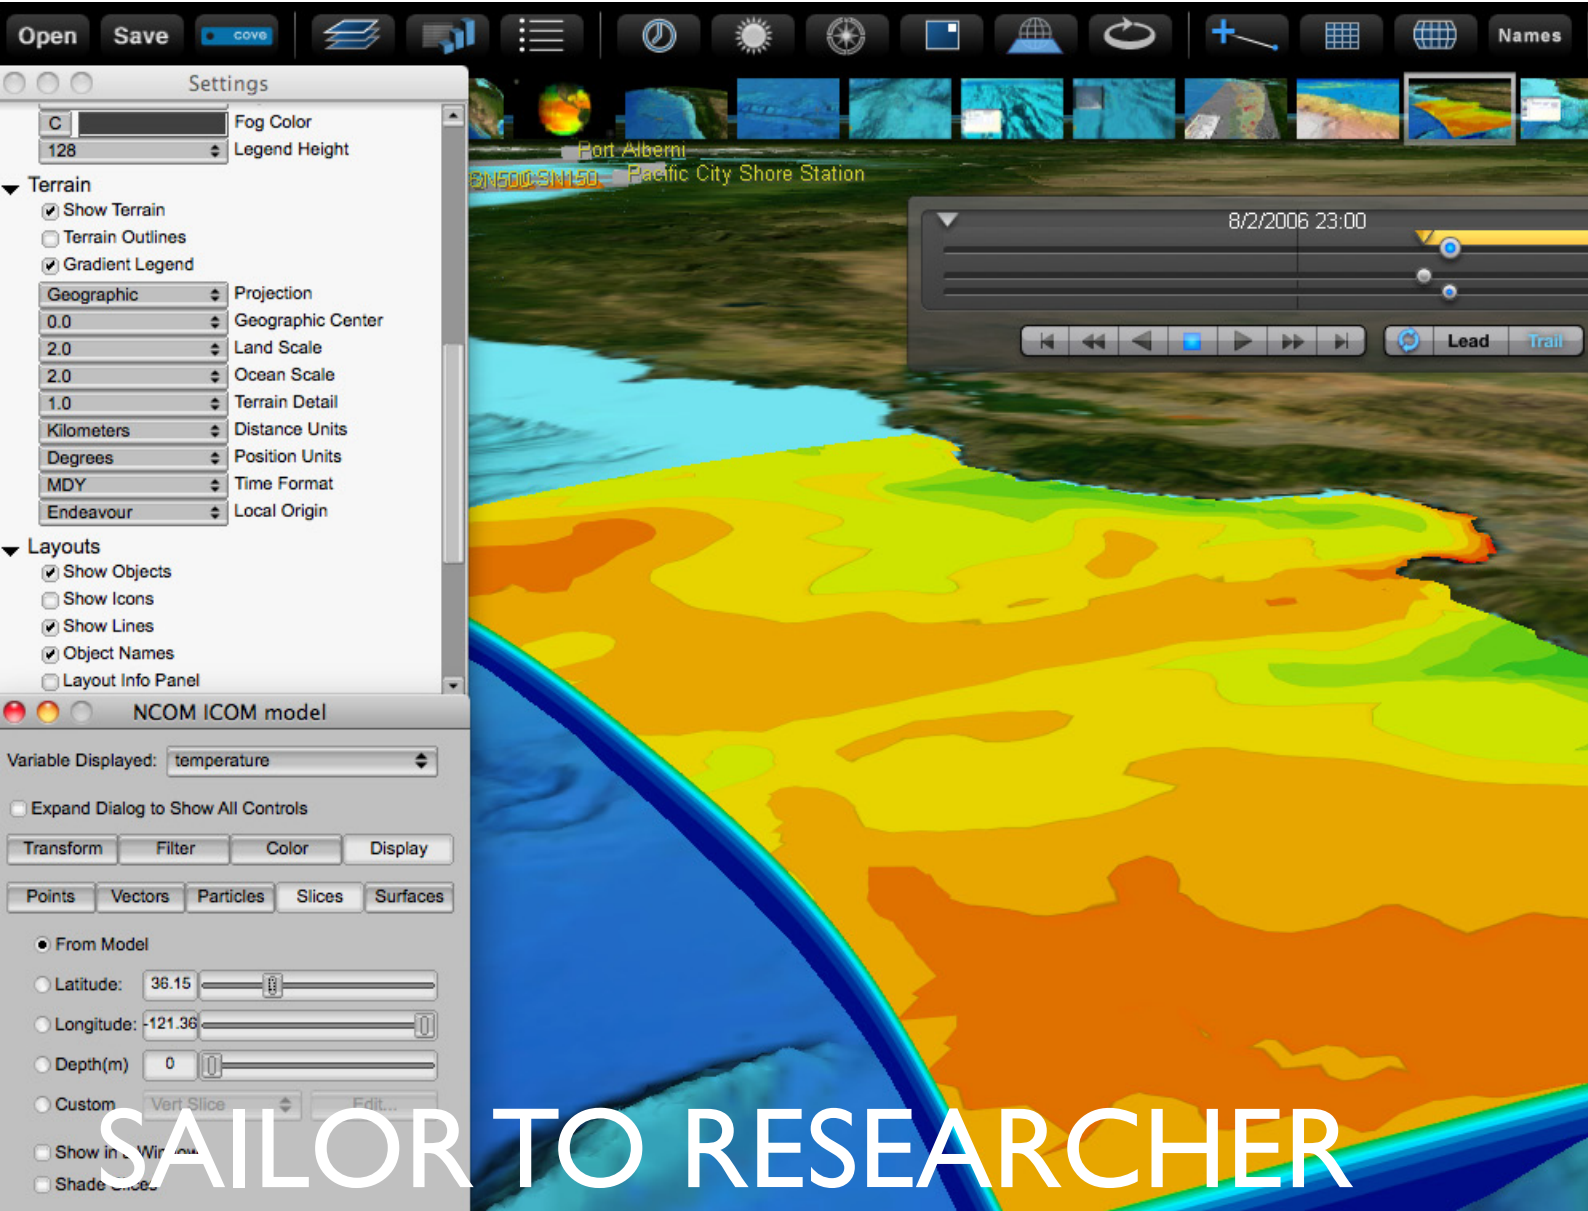 Open Save cove Names
Settings
C Fog Color
128 Legend Height
Terrain
Show Terrain
Terrain Outlines
Gradient Legend
Geographic Projection
0.0 Geographic Center
2.0 Land Scale
2.0 Ocean Scale
1.0 Terrain Detail
Kilometers Distance Units
Degrees Position Units
MDY Time Format
Endeavour Local Origin
Layouts
Show Objects
Show Icons
Show Lines
Object Names
Layout Info Panel
NCOM ICOM model
Variable Displayed: temperature
Expand Dialog to Show All Controls
Transform Filter Color Display
Points Vectors Particles Slices Surfaces
From Model
Latitude: 36.15
Longitude: -121.36
Depth(m) 0
Custom Vert Slice Edit...
Show in a Window
Shade Slices
Port Alberni
Pacific City Shore Station
8/2/2006 23:00
Lead Trail
SAILOR TO RESEARCHER